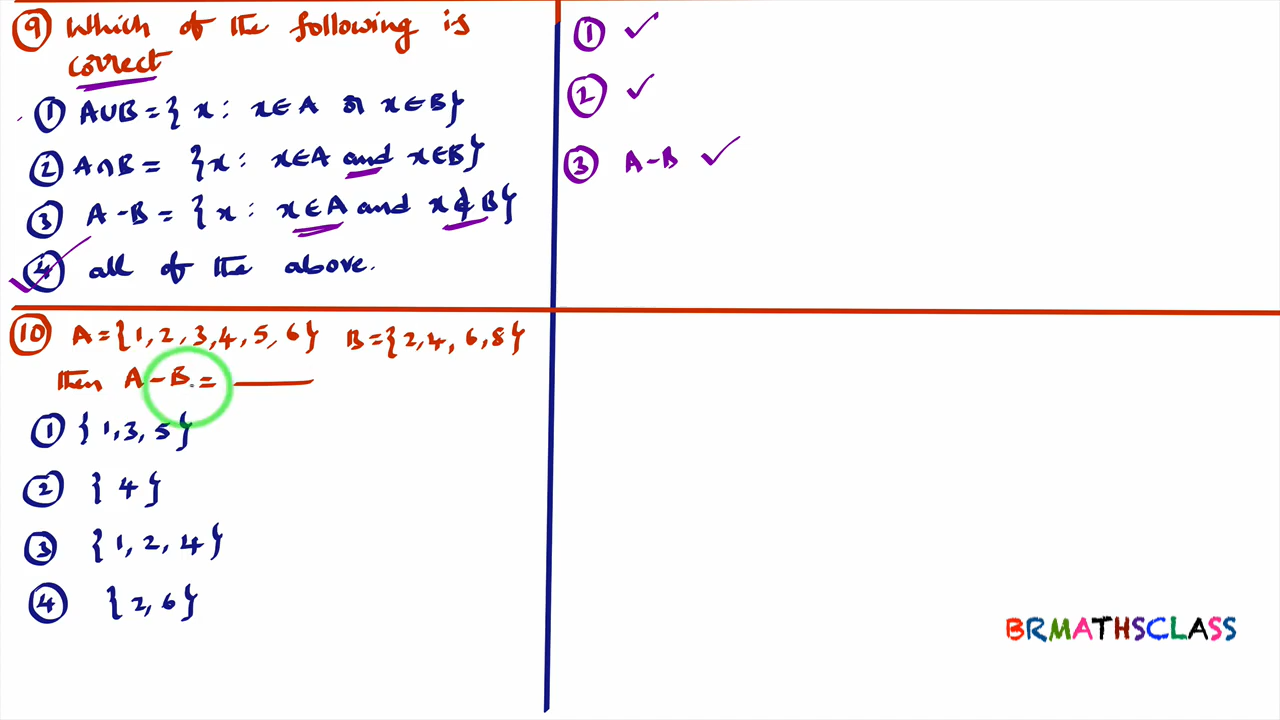 ⑨ Which of the following is
correct
① A∪B = { x : x∈A or x∈B}
② A∩B = {x : x∈A and x∈B}
③ A-B = {x : x∈A and x∉B}
④ all of the above.
① ✓
② ✓
③ A-B ✓
⑩ A={1,2,3,4,5,6} B={2,4,6,8}
then A-B = ______
① {1,3,5}
② {4}
③ {1,2,4}
④ {2,6}
BRMATHSCLASS